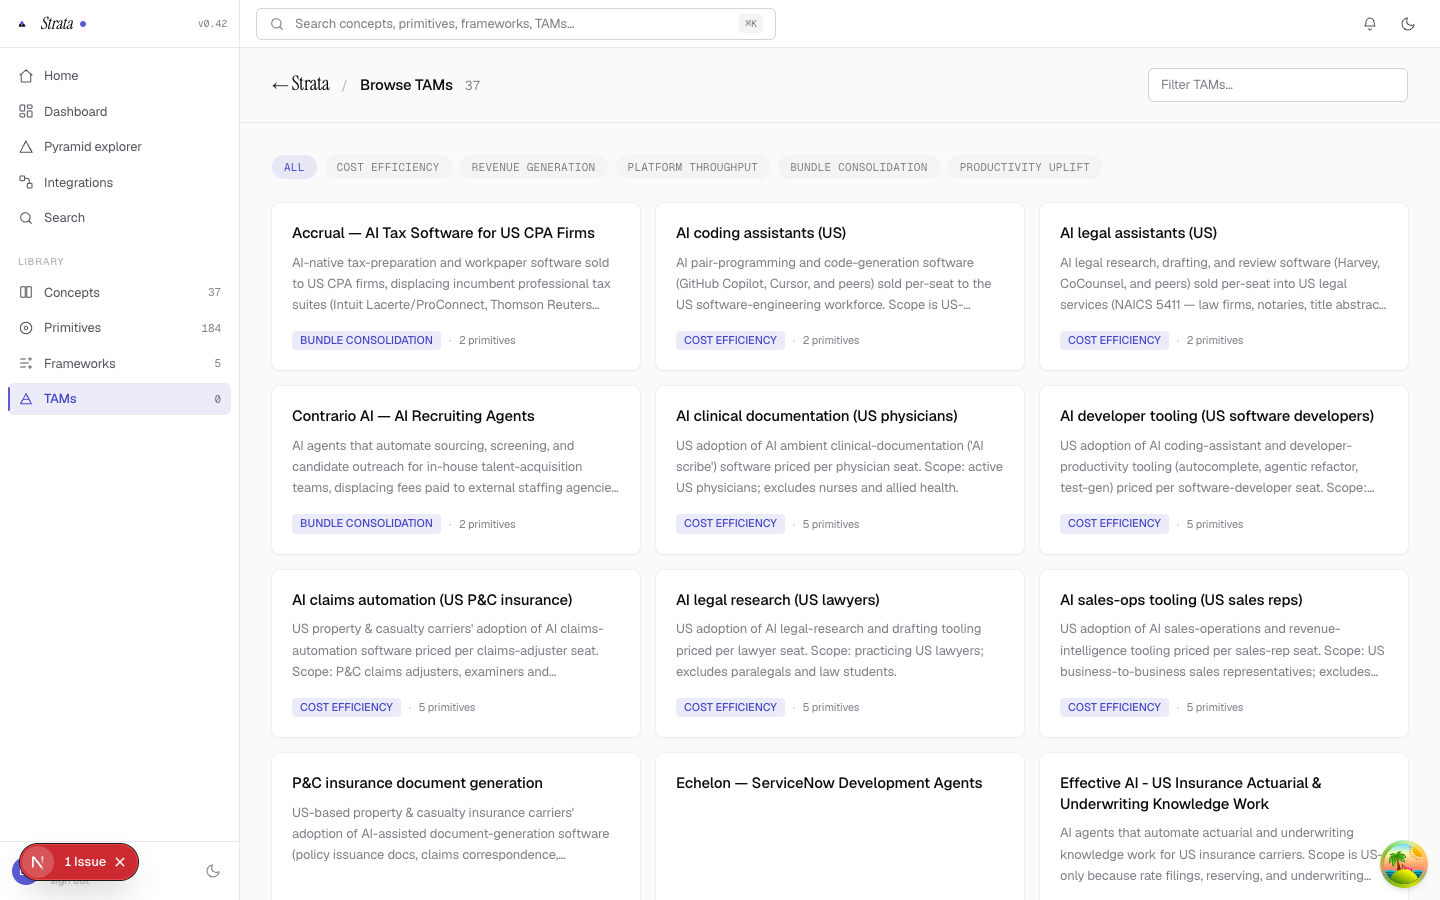 Strata
v0.42
Search concepts, primitives, frameworks, TAMs...
⌘K
Home
Dashboard
Pyramid explorer
Integrations
Search
LIBRARY
Concepts 37
Primitives 184
Frameworks 5
TAMs 0
1 Issue
sign out
← Strata / Browse TAMs 37
Filter TAMs...
ALL
COST EFFICIENCY
REVENUE GENERATION
PLATFORM THROUGHPUT
BUNDLE CONSOLIDATION
PRODUCTIVITY UPLIFT
Accrual — AI Tax Software for US CPA Firms
AI-native tax-preparation and workpaper software sold
to US CPA firms, displacing incumbent professional tax
suites (Intuit Lacerte/ProConnect, Thomson Reuters...
BUNDLE CONSOLIDATION · 2 primitives
AI coding assistants (US)
AI pair-programming and code-generation software
(GitHub Copilot, Cursor, and peers) sold per-seat to the
US software-engineering workforce. Scope is US-...
COST EFFICIENCY · 2 primitives
AI legal assistants (US)
AI legal research, drafting, and review software (Harvey,
CoCounsel, and peers) sold per-seat into US legal
services (NAICS 5411 — law firms, notaries, title abstrac...
COST EFFICIENCY · 2 primitives
Contrario AI — AI Recruiting Agents
AI agents that automate sourcing, screening, and
candidate outreach for in-house talent-acquisition
teams, displacing fees paid to external staffing agencie...
BUNDLE CONSOLIDATION · 2 primitives
AI clinical documentation (US physicians)
US adoption of AI ambient clinical-documentation ('AI
scribe') software priced per physician seat. Scope: active
US physicians; excludes nurses and allied health.
COST EFFICIENCY · 5 primitives
AI developer tooling (US software developers)
US adoption of AI coding-assistant and developer-
productivity tooling (autocomplete, agentic refactor,
test-gen) priced per software-developer seat. Scope:...
COST EFFICIENCY · 5 primitives
AI claims automation (US P&C insurance)
US property & casualty carriers' adoption of AI claims-
automation software priced per claims-adjuster seat.
Scope: P&C claims adjusters, examiners and...
COST EFFICIENCY · 5 primitives
AI legal research (US lawyers)
US adoption of AI legal-research and drafting tooling
priced per lawyer seat. Scope: practicing US lawyers;
excludes paralegals and law students.
COST EFFICIENCY · 5 primitives
AI sales-ops tooling (US sales reps)
US adoption of AI sales-operations and revenue-
intelligence tooling priced per sales-rep seat. Scope: US
business-to-business sales representatives; excludes...
COST EFFICIENCY · 5 primitives
P&C insurance document generation
US-based property & casualty insurance carriers'
adoption of AI-assisted document-generation software
(policy issuance docs, claims correspondence,...
Echelon — ServiceNow Development Agents
Effective AI - US Insurance Actuarial &
Underwriting Knowledge Work
AI agents that automate actuarial and underwriting
knowledge work for US insurance carriers. Scope is US-
only because rate filings, reserving, and underwriting...